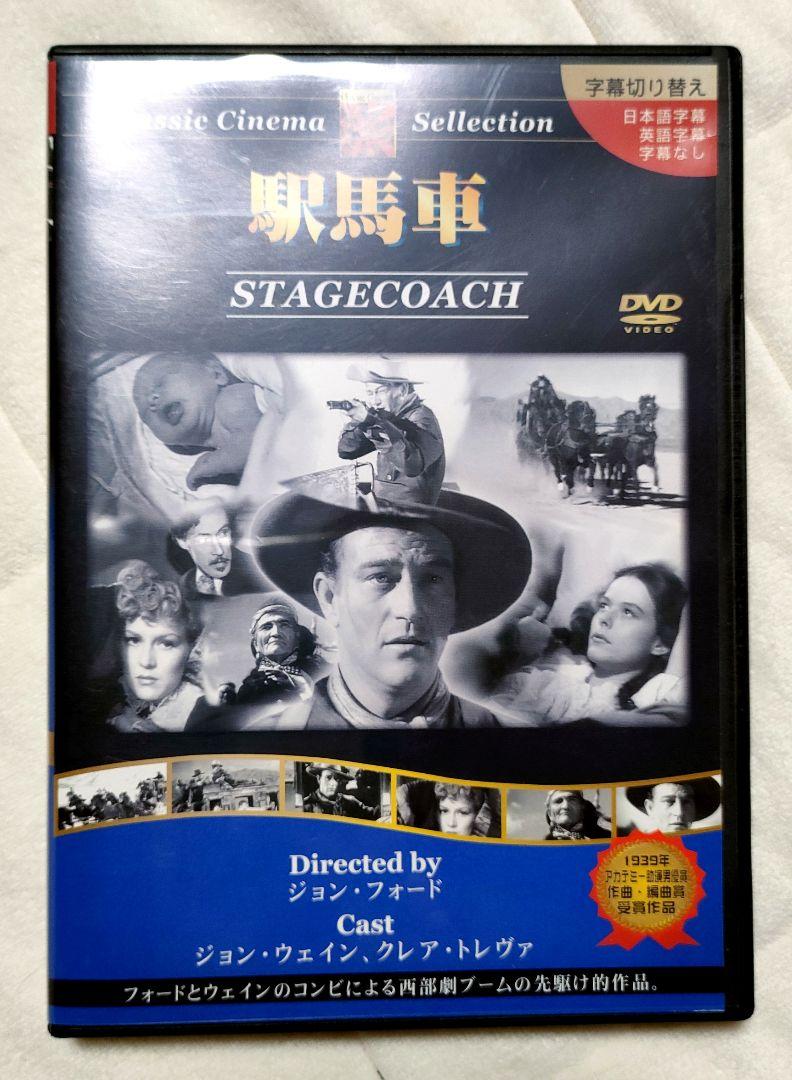 Classic Cinema Sellection
字幕切り替え
日本語字幕
英語字幕
字幕なし
駅馬車
STAGECOACH
DVD
VIDEO
Directed by
ジョン・フォード
Cast
ジョン・ウェイン、クレア・トレヴァ
1939年
アカデミー助演男優賞
作曲・編曲賞
受賞作品
フォードとウェインのコンビによる西部劇ブームの先駆け的作品。